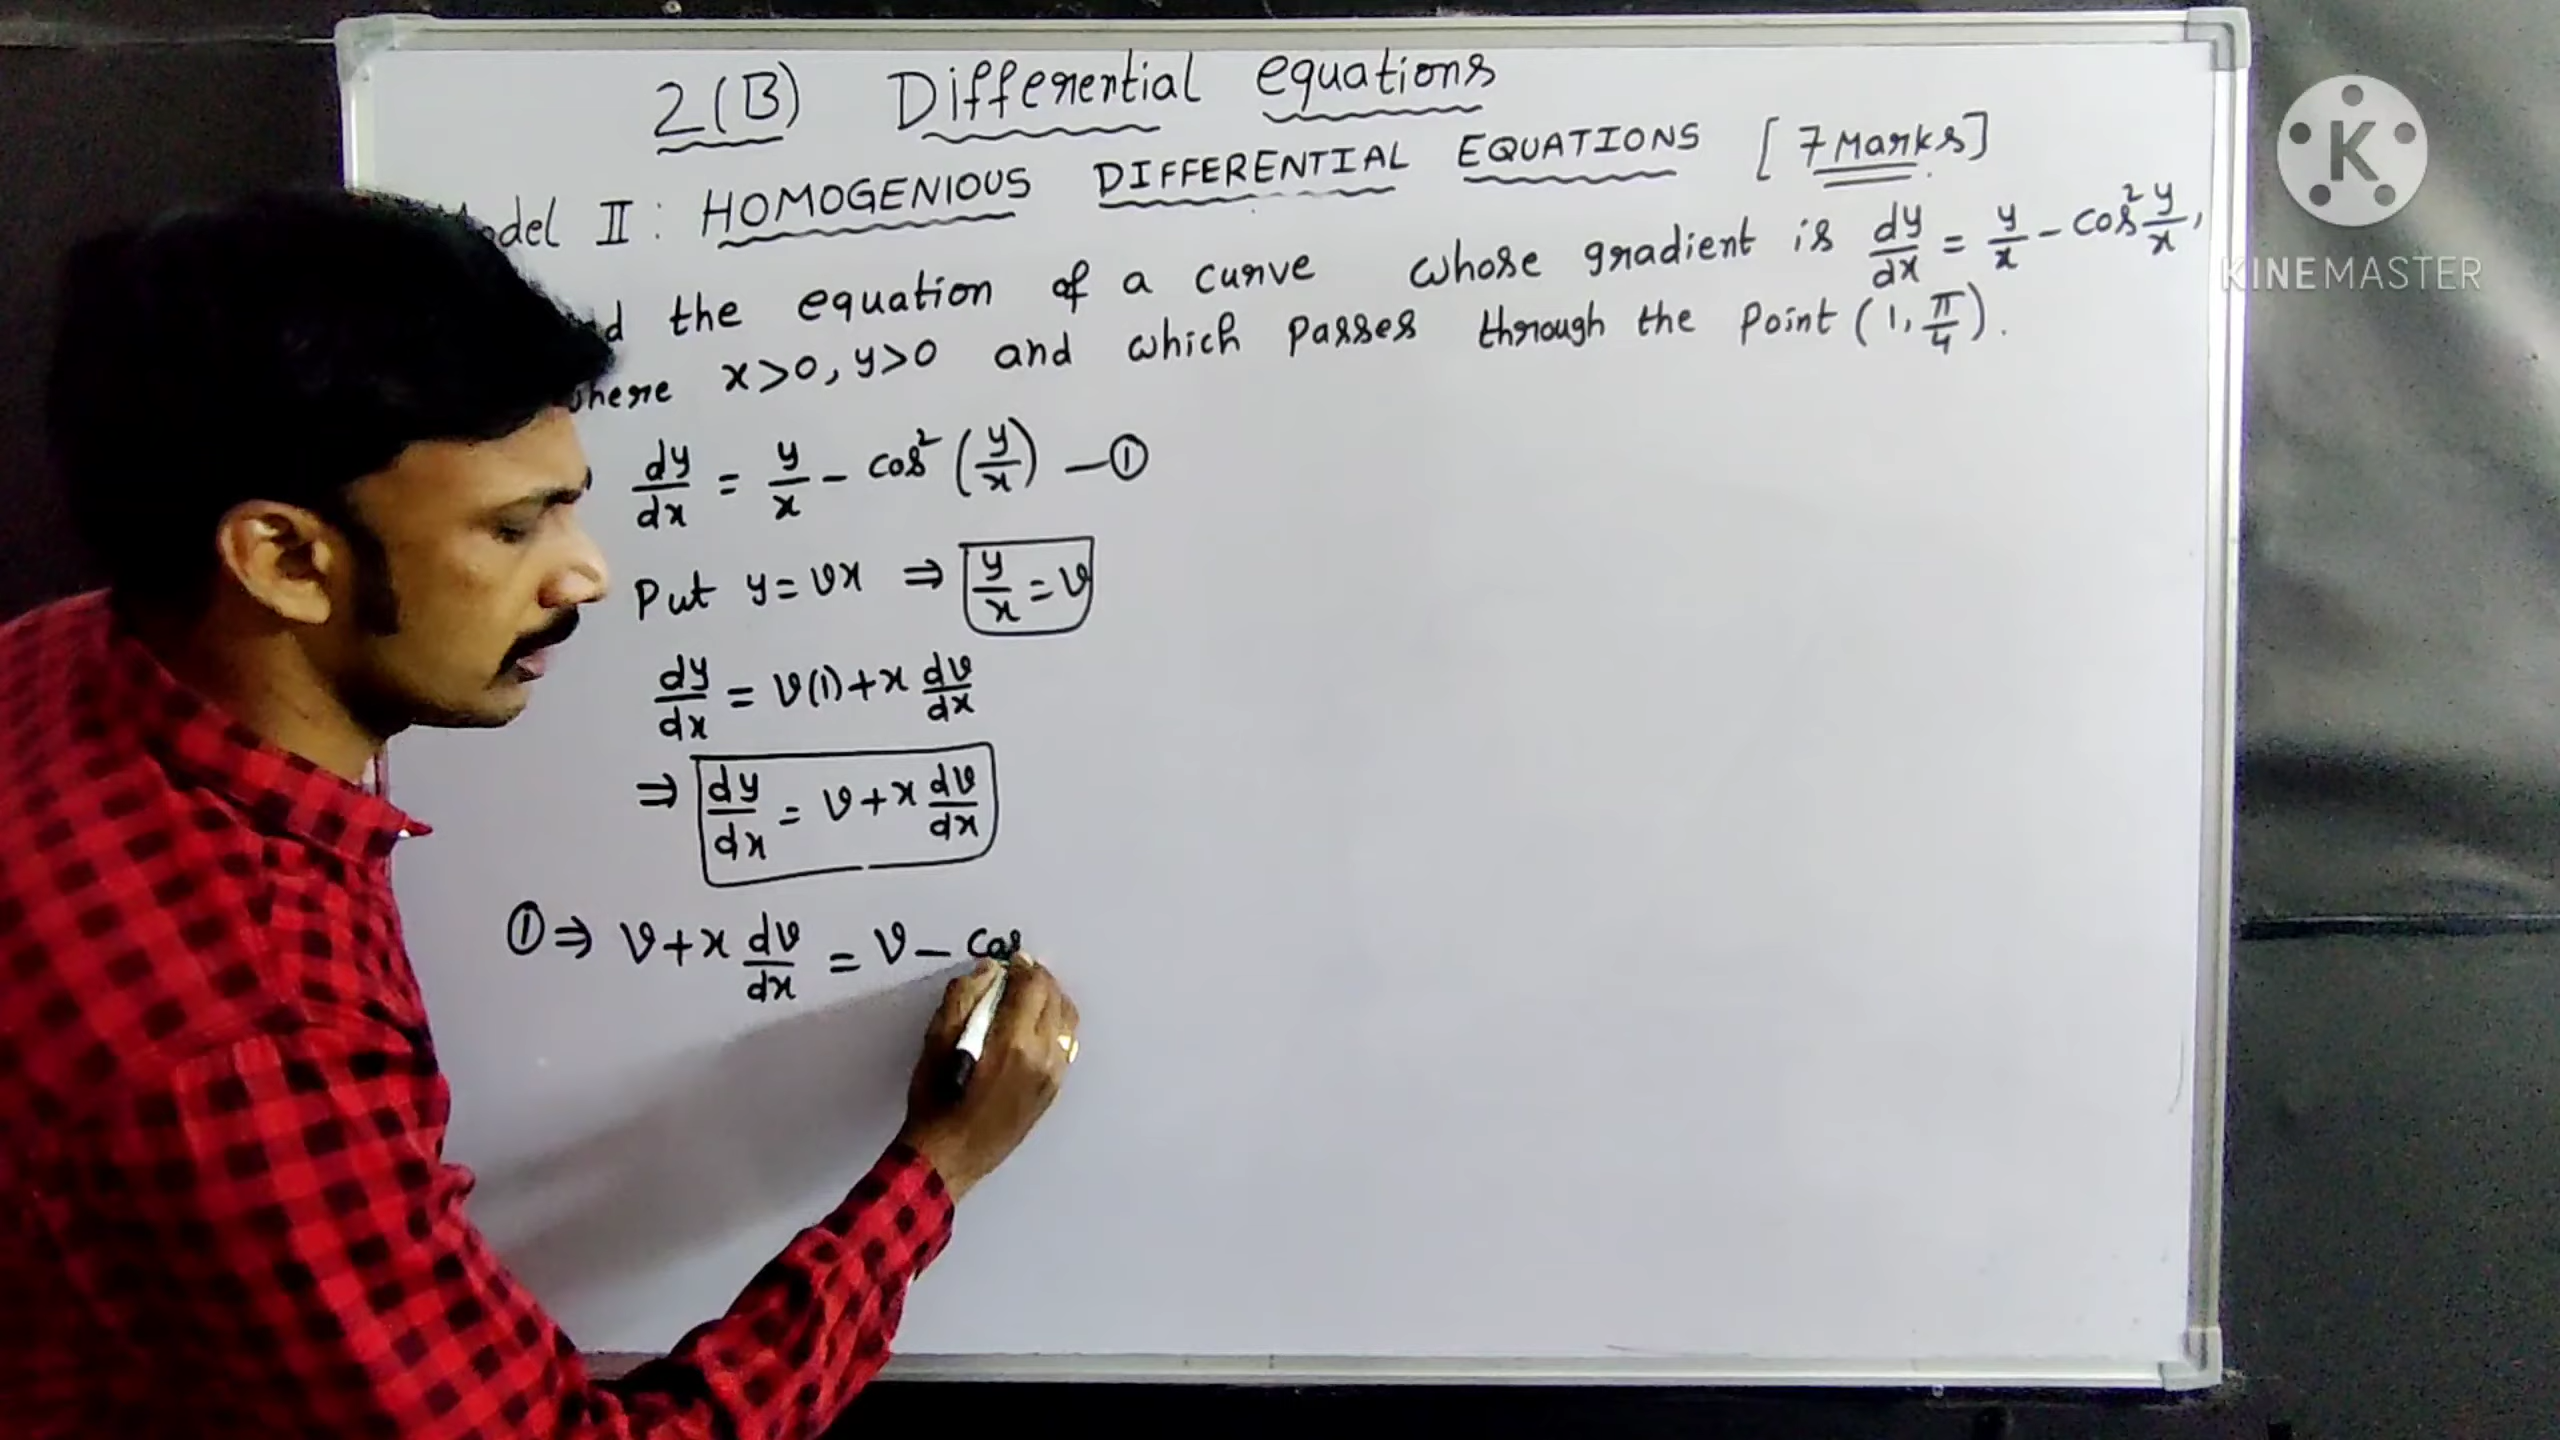 2(B) Differential equations
Model II : HOMOGENIOUS DIFFERENTIAL EQUATIONS [7 Marks]
the equation of a curve whose gradient is dy/dx = y/x - cos² y/x,
where x>0, y>0 and which passes through the point (1, π/4).
dy/dx = y/x - cos² (y/x) —①
Put y = vx ⇒ y/x = v
dy/dx = v(1) + x dv/dx
⇒ dy/dx = v + x dv/dx
① ⇒ v + x dv/dx = v - cos
K
KINEMASTER